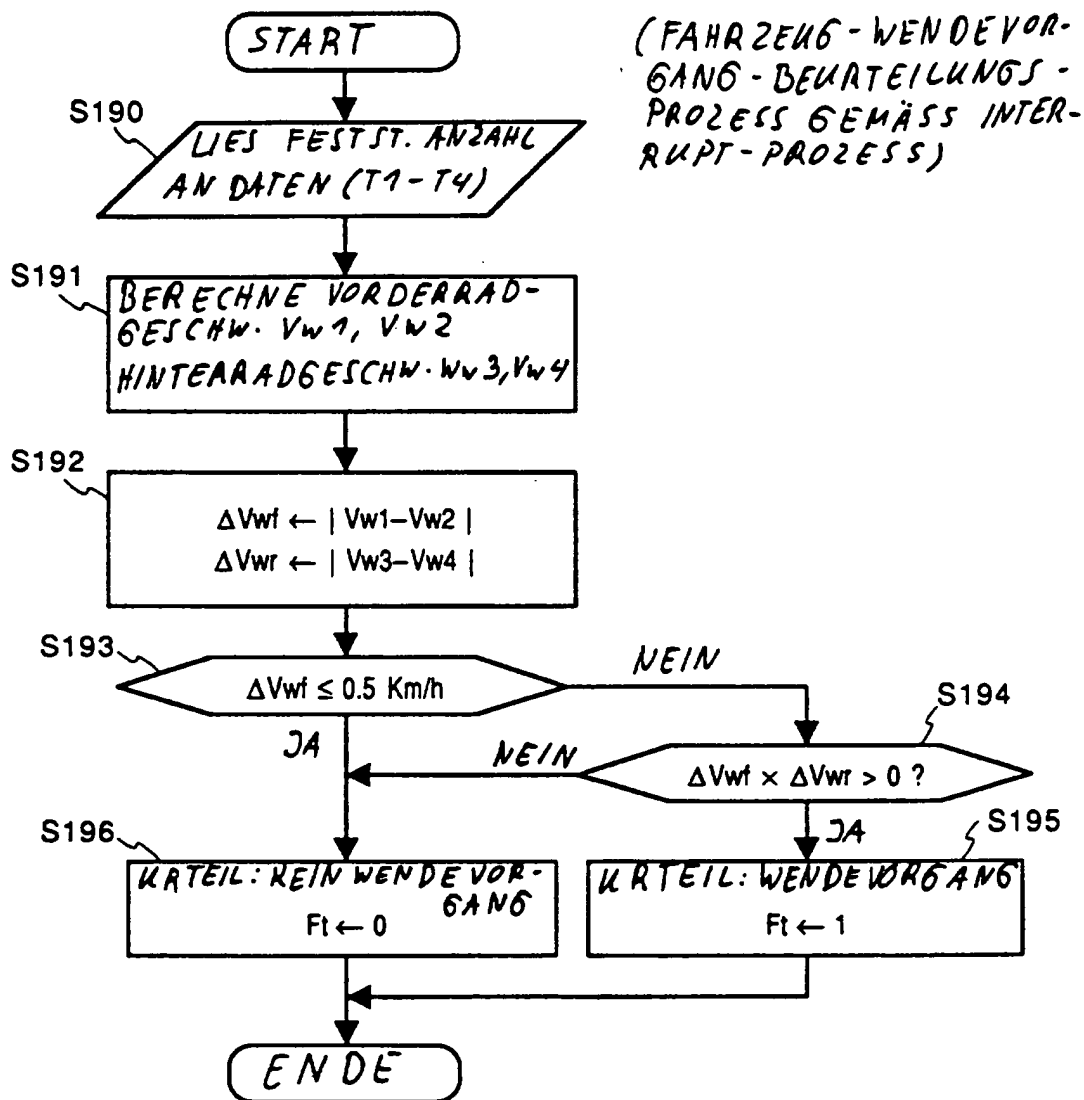 START
(FAHRZEUG-WENDEVOR-
GANG-BEURTEILUNGS-
PROZESS GEMÄSS INTER-
RUPT-PROZESS)
S190
LIES FESTST. ANZAHL
AN DATEN (T1-T4)
S191
BERECHNE VORDERRAD-
GESCHW. Vw1, Vw2
HINTERRADGESCHW. Ww3, Vw4
S192
ΔVwf ← | Vw1–Vw2 |
ΔVwr ← | Vw3–Vw4 |
S193
ΔVwf ≤ 0.5 Km/h
NEIN
S194
JA
NEIN
ΔVwf × ΔVwr > 0 ?
S196
JA
S195
URTEIL: KEIN WENDEVOR-
GANG
Ft ← 0
URTEIL: WENDEVORGANG
Ft ← 1
ENDE